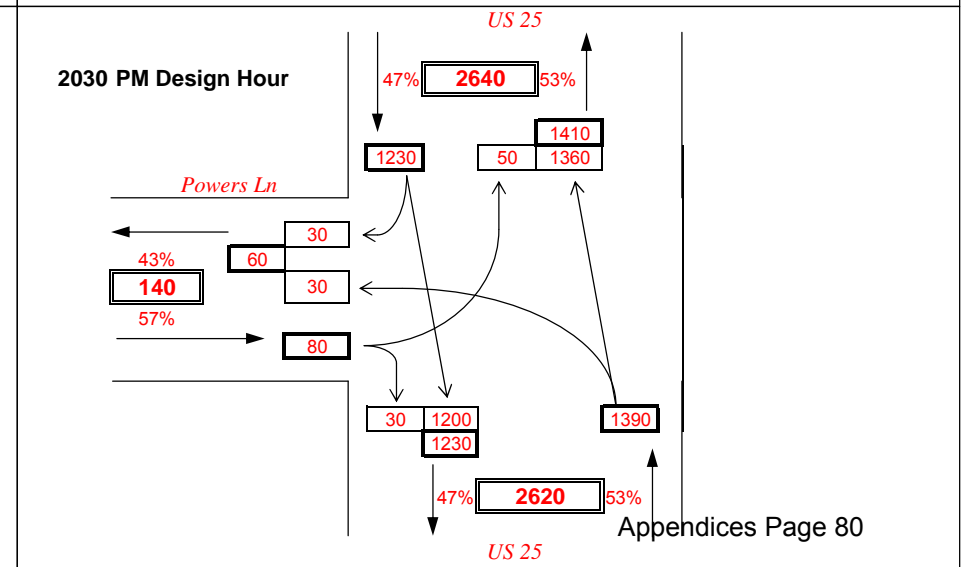 US 25
2030 PM Design Hour
47% 2640 53%
1410
1230 50 1360
Powers Ln
30
43% 60
140 30
57%
80
30 1200 1390
1230
47% 2620 53%
Appendices Page 80
US 25